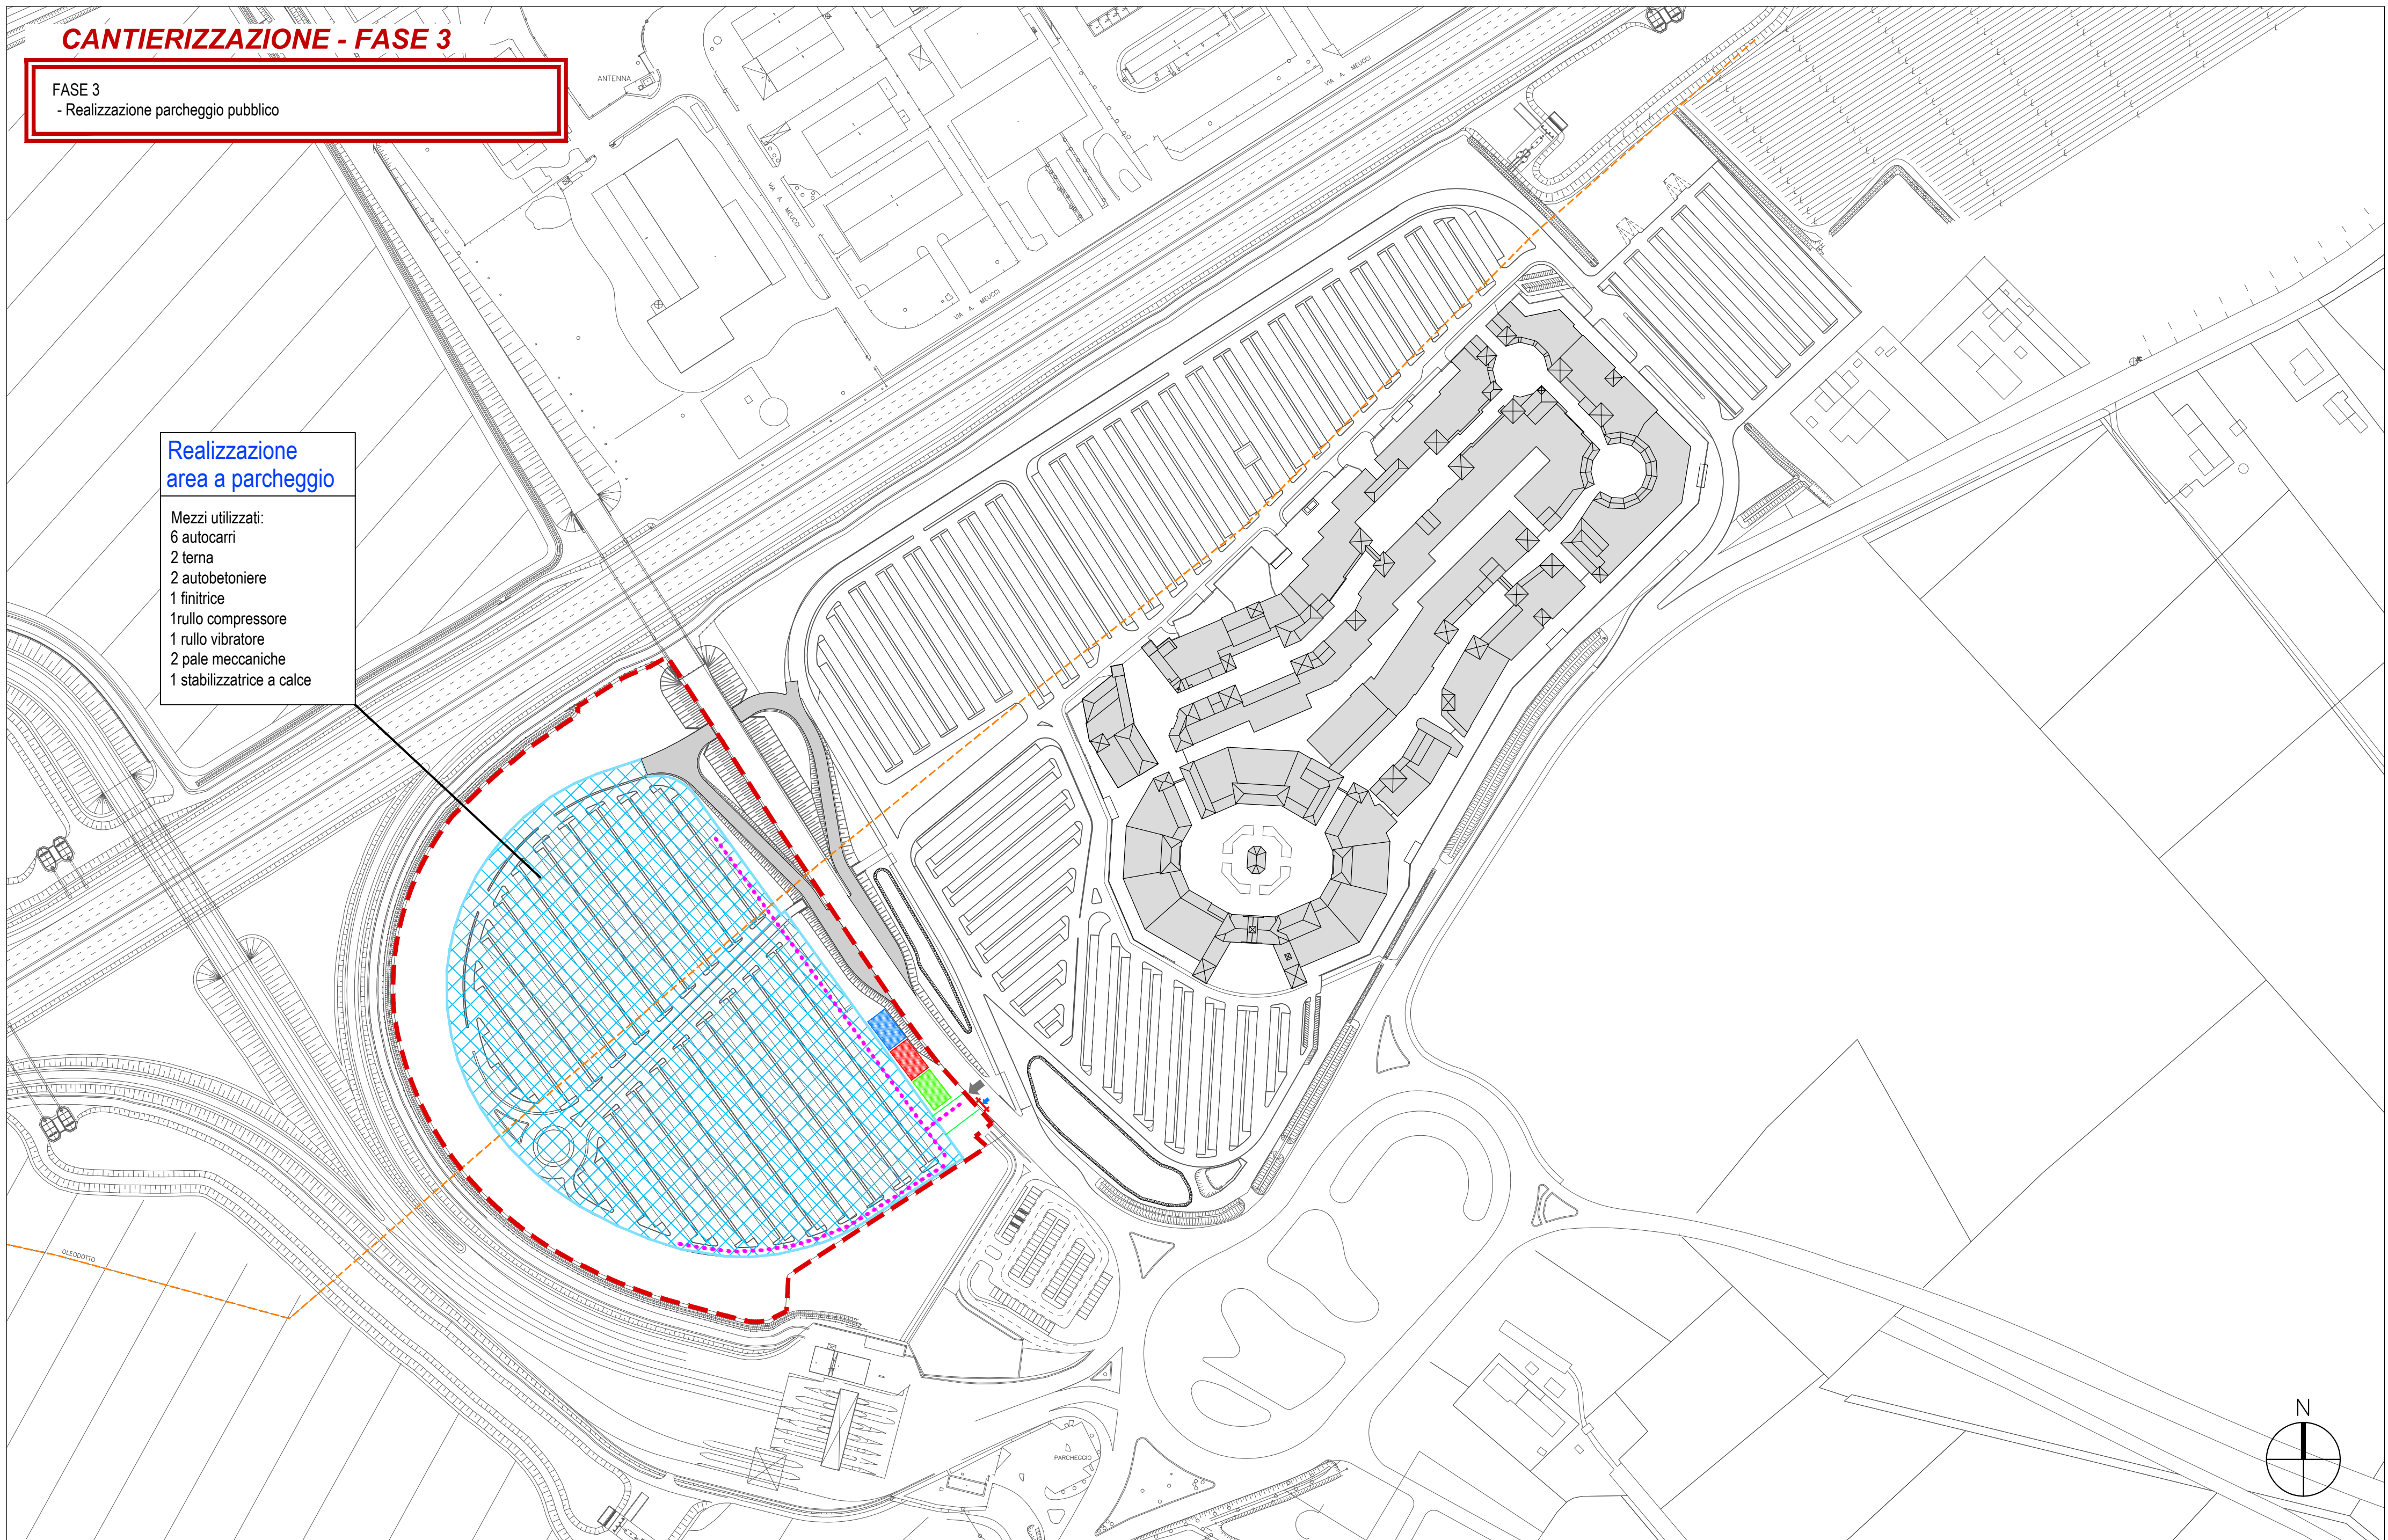 CANTIERIZZAZIONE - FASE 3
FASE 3
- Realizzazione parcheggio pubblico
ANTENNA
VIA A. MEUCCI
VIA A. MEUCCI
VIA A. MEUCCI
Realizzazione
area a parcheggio
Mezzi utilizzati:
6 autocarri
2 terna
2 autobetoniere
1 finitrice
1rullo compressore
1 rullo vibratore
2 pale meccaniche
1 stabilizzatrice a calce
OLEODOTTO
PARCHEGGIO
N